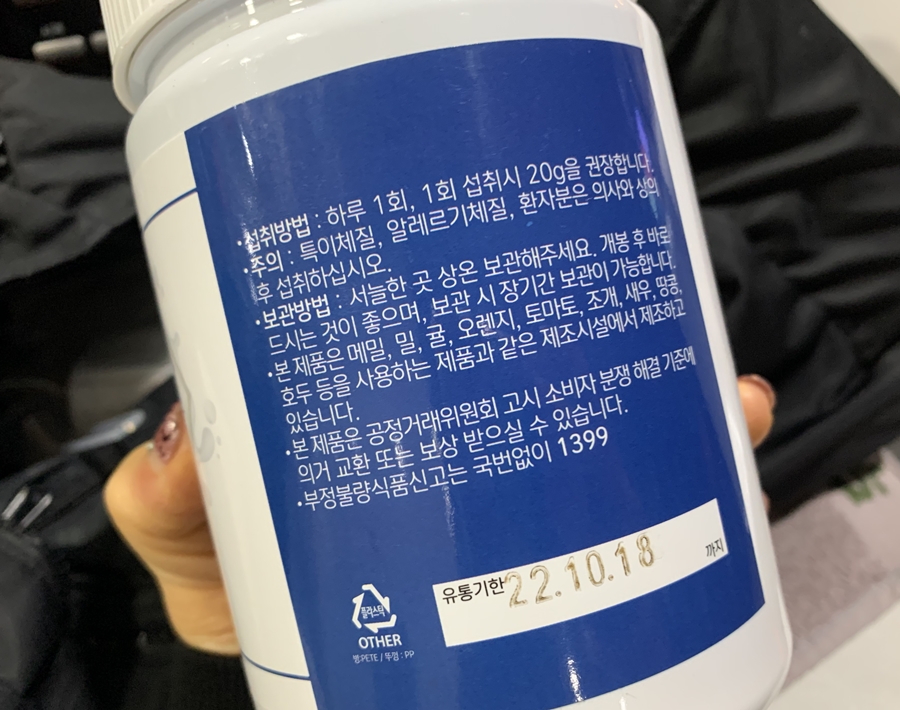 •섭취방법 : 하루 1회, 1회 섭취시 20g을 권장합니다.
•주의 : 특이체질, 알레르기체질, 환자분은 의사와 상의
후 섭취하십시오.
•보관방법 : 서늘한 곳 상온 보관해주세요. 개봉 후 바로
드시는 것이 좋으며, 보관 시 장기간 보관이 가능합니다.
•본 제품은 메밀, 밀, 귤, 오렌지, 토마토, 조개, 새우, 땅콩,
호두 등을 사용하는 제품과 같은 제조시설에서 제조하고
있습니다.
•본 제품은 공정거래위원회 고시 소비자 분쟁 해결 기준에
의거 교환 또는 보상 받으실 수 있습니다.
•부정불량식품신고는 국번없이 1399
유통기한 22.10.18 까지
플라스틱
OTHER
병:PETE / 뚜껑 : PP